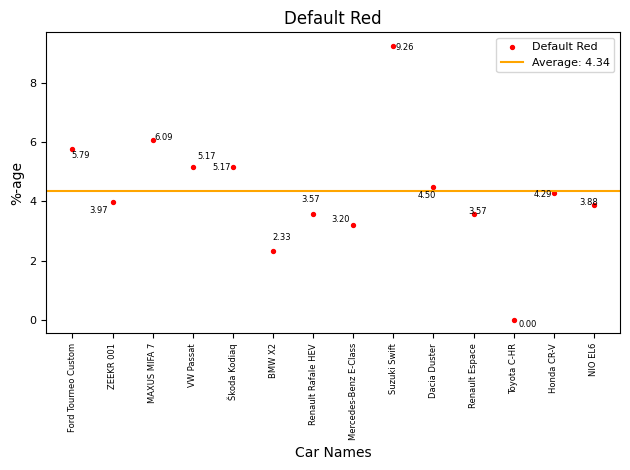 Default Red
Default Red
Average: 4.34
%-age
8
6
4
2
0
5.79
3.97
6.09
5.17
5.17
2.33
3.57
3.20
9.26
4.50
3.57
0.00
4.29
3.88
Ford Tourneo Custom
ZEEKR 001
MAXUS MIFA 7
VW Passat
Škoda Kodiaq
BMW X2
Renault Rafale HEV
Mercedes-Benz E-Class
Suzuki Swift
Dacia Duster
Renault Espace
Toyota C-HR
Honda CR-V
NIO EL6
Car Names